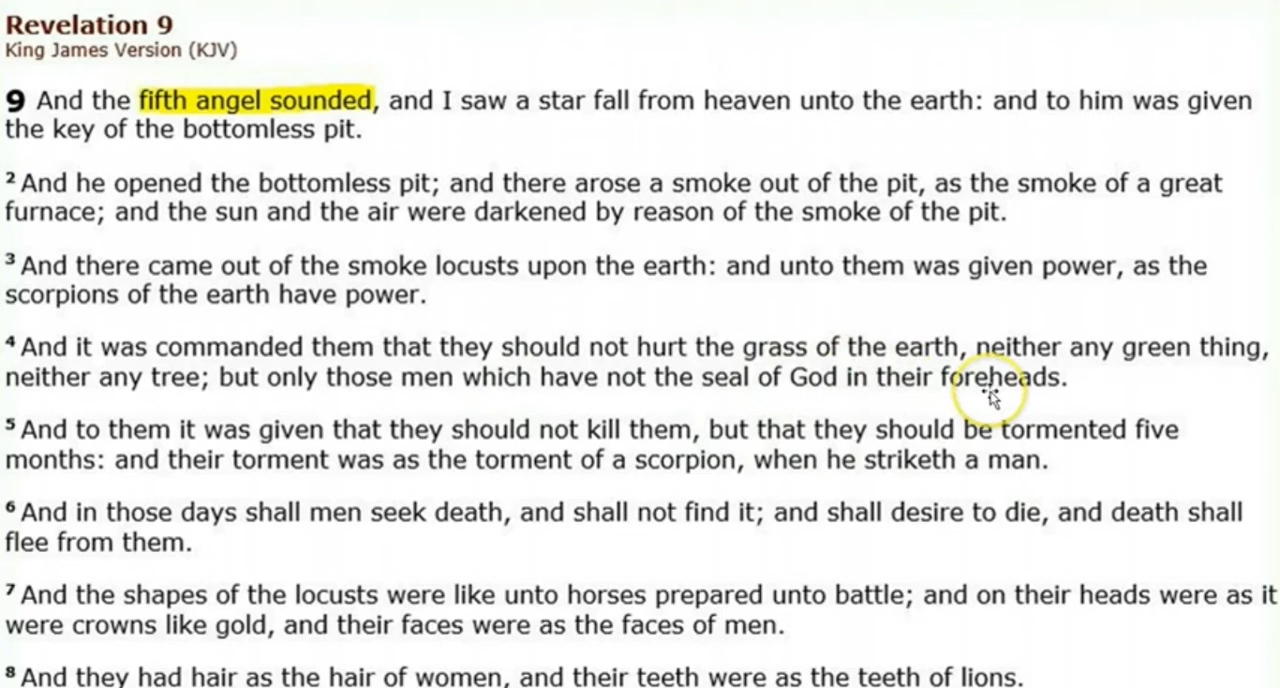 Revelation 9
King James Version (KJV)
9 And the fifth angel sounded, and I saw a star fall from heaven unto the earth: and to him was given
the key of the bottomless pit.
2 And he opened the bottomless pit; and there arose a smoke out of the pit, as the smoke of a great
furnace; and the sun and the air were darkened by reason of the smoke of the pit.
3 And there came out of the smoke locusts upon the earth: and unto them was given power, as the
scorpions of the earth have power.
4 And it was commanded them that they should not hurt the grass of the earth, neither any green thing,
neither any tree; but only those men which have not the seal of God in their foreheads.
5 And to them it was given that they should not kill them, but that they should be tormented five
months: and their torment was as the torment of a scorpion, when he striketh a man.
6 And in those days shall men seek death, and shall not find it; and shall desire to die, and death shall
flee from them.
7 And the shapes of the locusts were like unto horses prepared unto battle; and on their heads were as it
were crowns like gold, and their faces were as the faces of men.
8 And they had hair as the hair of women, and their teeth were as the teeth of lions.